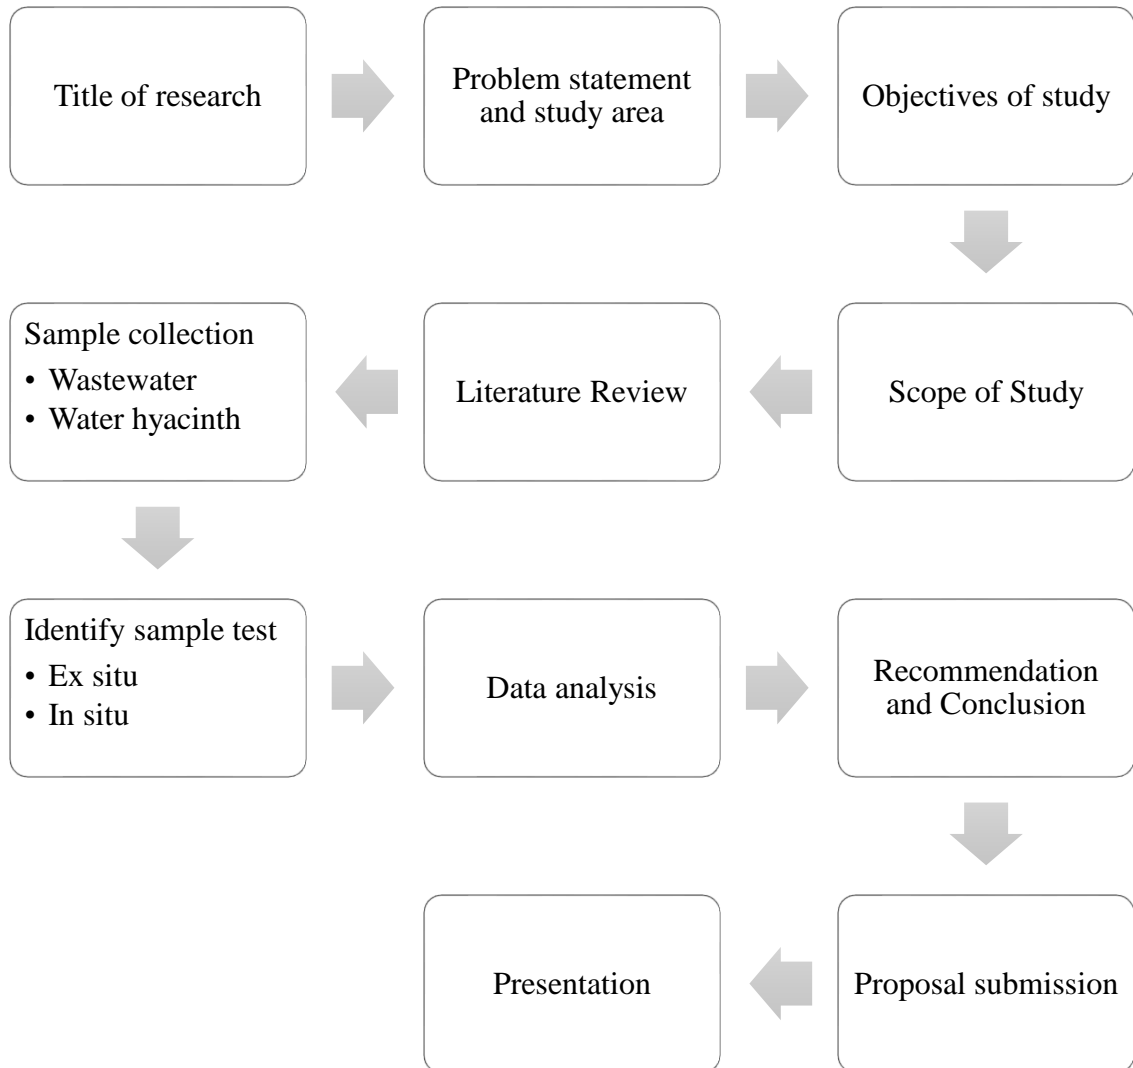 Title of research
Problem statement
and study area
Objectives of study
Scope of Study
Literature Review
Sample collection
• Wastewater
• Water hyacinth
Identify sample test
• Ex situ
• In situ
Data analysis
Recommendation
and Conclusion
Proposal submission
Presentation